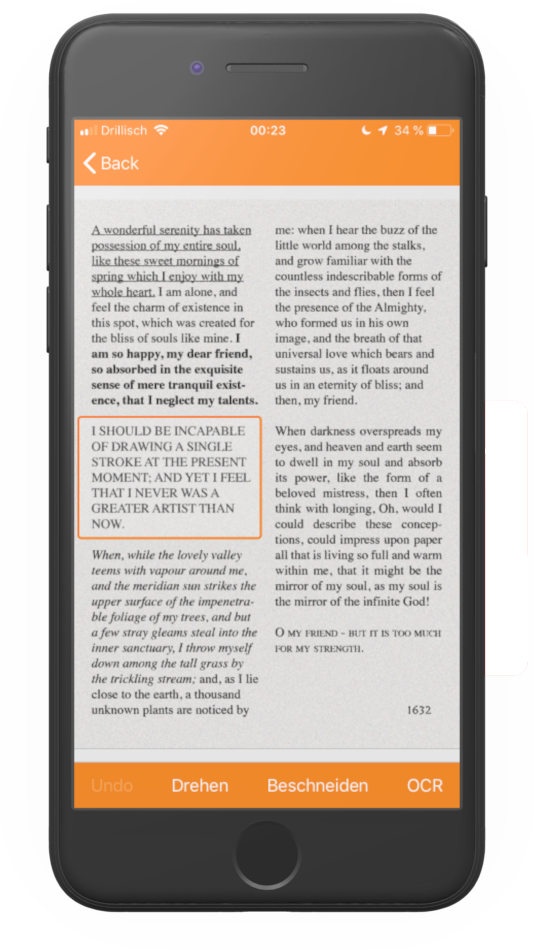 Drillisch
00:23
34 %
Back
A wonderful serenity has taken
possession of my entire soul,
like these sweet mornings of
spring which I enjoy with my
whole heart. I am alone, and
feel the charm of existence in
this spot, which was created for
the bliss of souls like mine. I
am so happy, my dear friend,
so absorbed in the exquisite
sense of mere tranquil exist-
ence, that I neglect my talents.
I SHOULD BE INCAPABLE
OF DRAWING A SINGLE
STROKE AT THE PRESENT
MOMENT; AND YET I FEEL
THAT I NEVER WAS A
GREATER ARTIST THAN
NOW.
When, while the lovely valley
teems with vapour around me,
and the meridian sun strikes the
upper surface of the impenetra-
ble foliage of my trees, and but
a few stray gleams steal into the
inner sanctuary, I throw myself
down among the tall grass by
the trickling stream; and, as I lie
close to the earth, a thousand
unknown plants are noticed by
me: when I hear the buzz of the
little world among the stalks,
and grow familiar with the
countless indescribable forms of
the insects and flies, then I feel
the presence of the Almighty,
who formed us in his own
image, and the breath of that
universal love which bears and
sustains us, as it floats around
us in an eternity of bliss; and
then, my friend.
When darkness overspreads my
eyes, and heaven and earth seem
to dwell in my soul and absorb
its power, like the form of a
beloved mistress, then I often
think with longing, Oh, would I
could describe these concep-
tions, could impress upon paper
all that is living so full and warm
within me, that it might be the
mirror of my soul, as my soul is
the mirror of the infinite God!
O MY FRIEND - BUT IT IS TOO MUCH
FOR MY STRENGTH.
1632
Undo
Drehen
Beschneiden
OCR